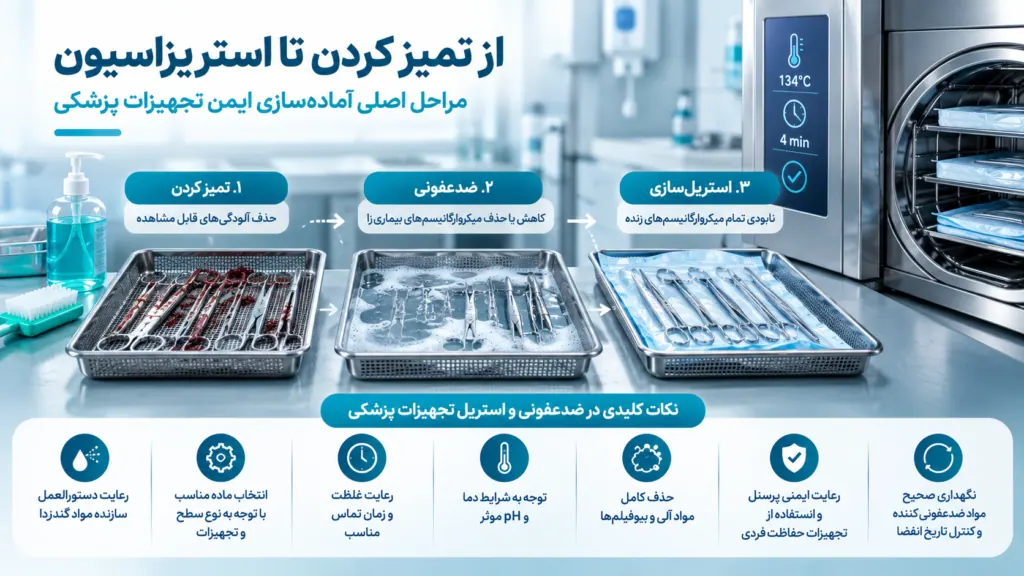 از تمیز کردن تا استریزاسیون
مراحل اصلی آماده‌سازی ایمن تجهیزات پزشکی
134°C
4 min
۱. تمیز کردن
حذف آلودگی‌های قابل مشاهده
۲. ضدعفونی
کاهش یا حذف میکروارگانیسم‌های بیماری زا
۳. استریل‌سازی
نابودی تمام میکروارگانیسم‌های زنده
نکات کلیدی در ضدعفونی و استریل تجهیزات پزشکی
نگهداری صحیح
مواد ضدعفونی‌کننده
و کنترل تاریخ انقضا
رعایت ایمنی پرسنل
و انستفاده از
تجهیزات حفاظت فردی
حذف کامل
مواد آلی و بیوفیلم‌ها
توجه به شرایط دما
و pH موثر
رعایت غلظت
و زمان تماس
مناسب
انتخاب ماده مناسب
با توجه به نوع سطح
و تجهیزات
رعایت دستورالعمل
سازنده مواد گندزدا